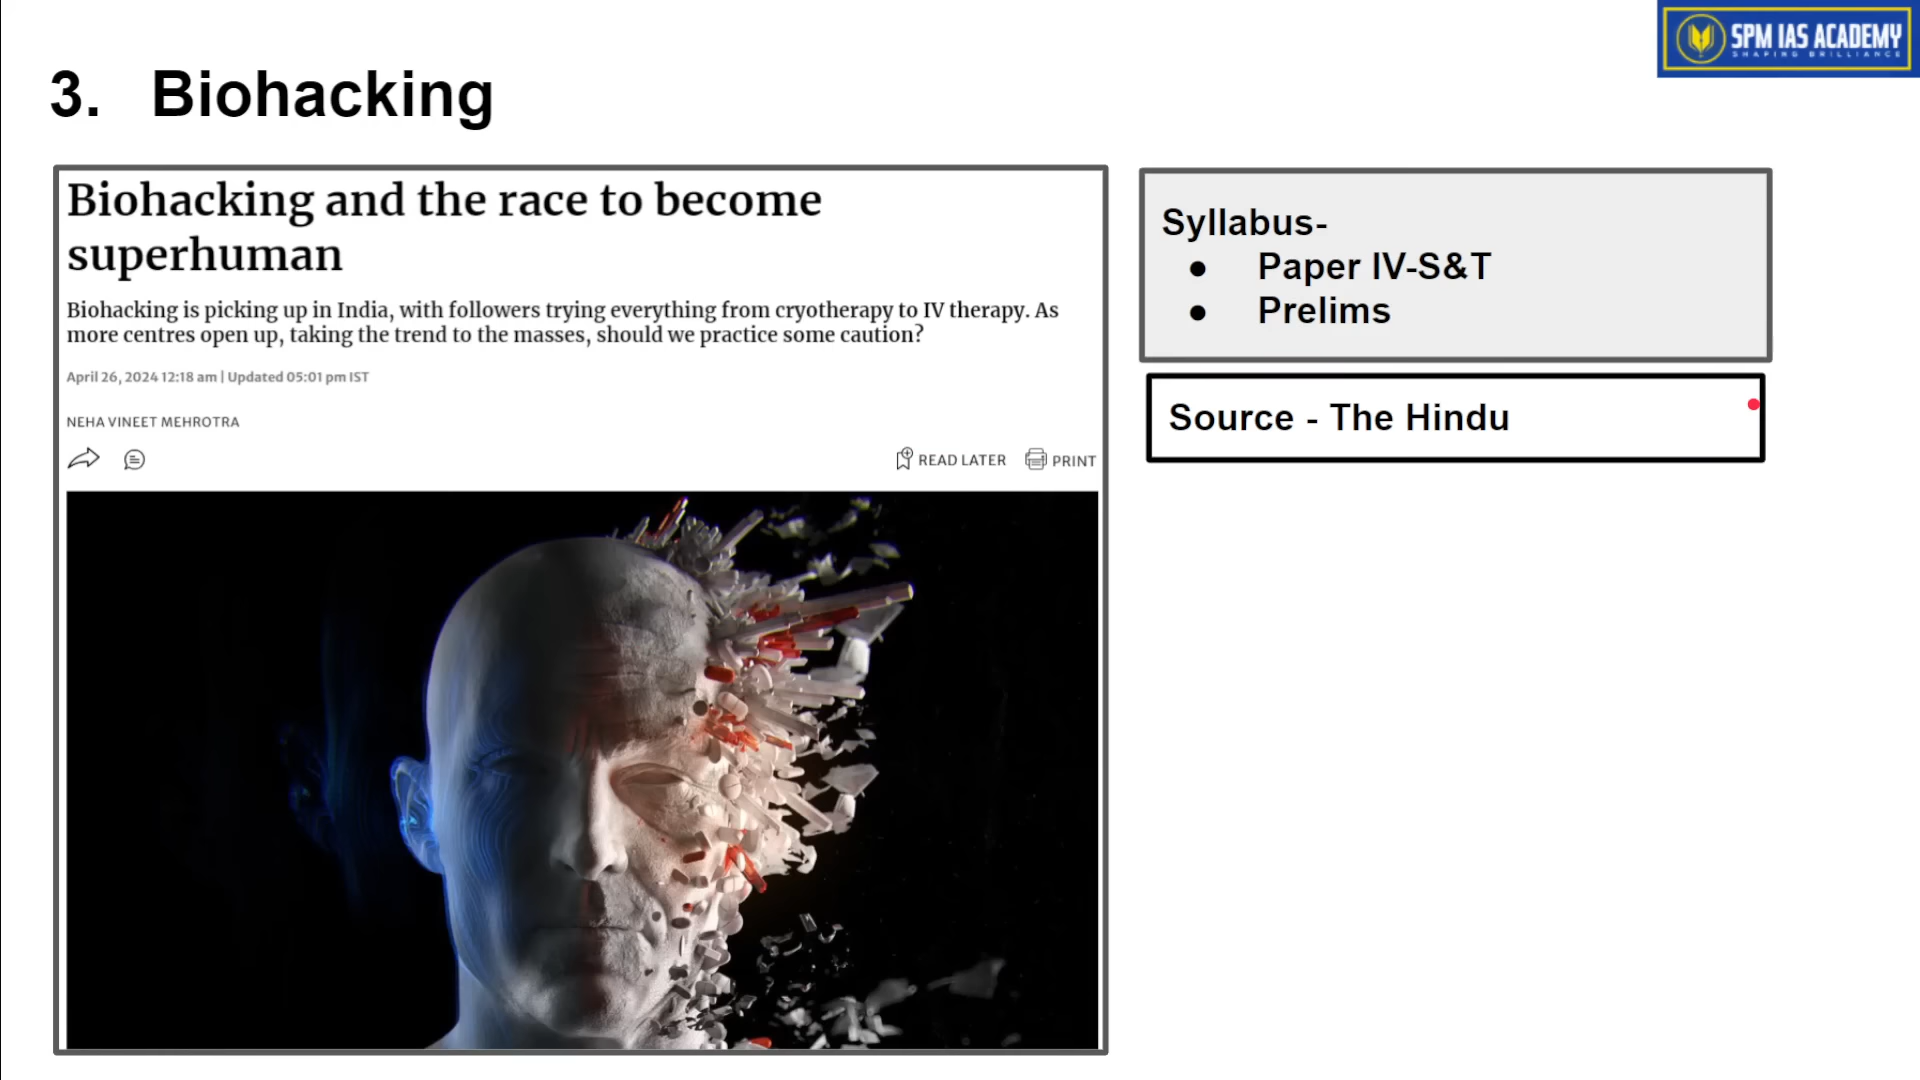 SPM IAS ACADEMY
SHAPING BRILLIANCE
3. Biohacking
Biohacking and the race to become
superhuman
Biohacking is picking up in India, with followers trying everything from cryotherapy to IV therapy. As
more centres open up, taking the trend to the masses, should we practice some caution?
April 26, 2024 12:18 am | Updated 05:01 pm IST
NEHA VINEET MEHROTRA
READ LATER PRINT
Syllabus-
● Paper IV-S&T
● Prelims
Source - The Hindu